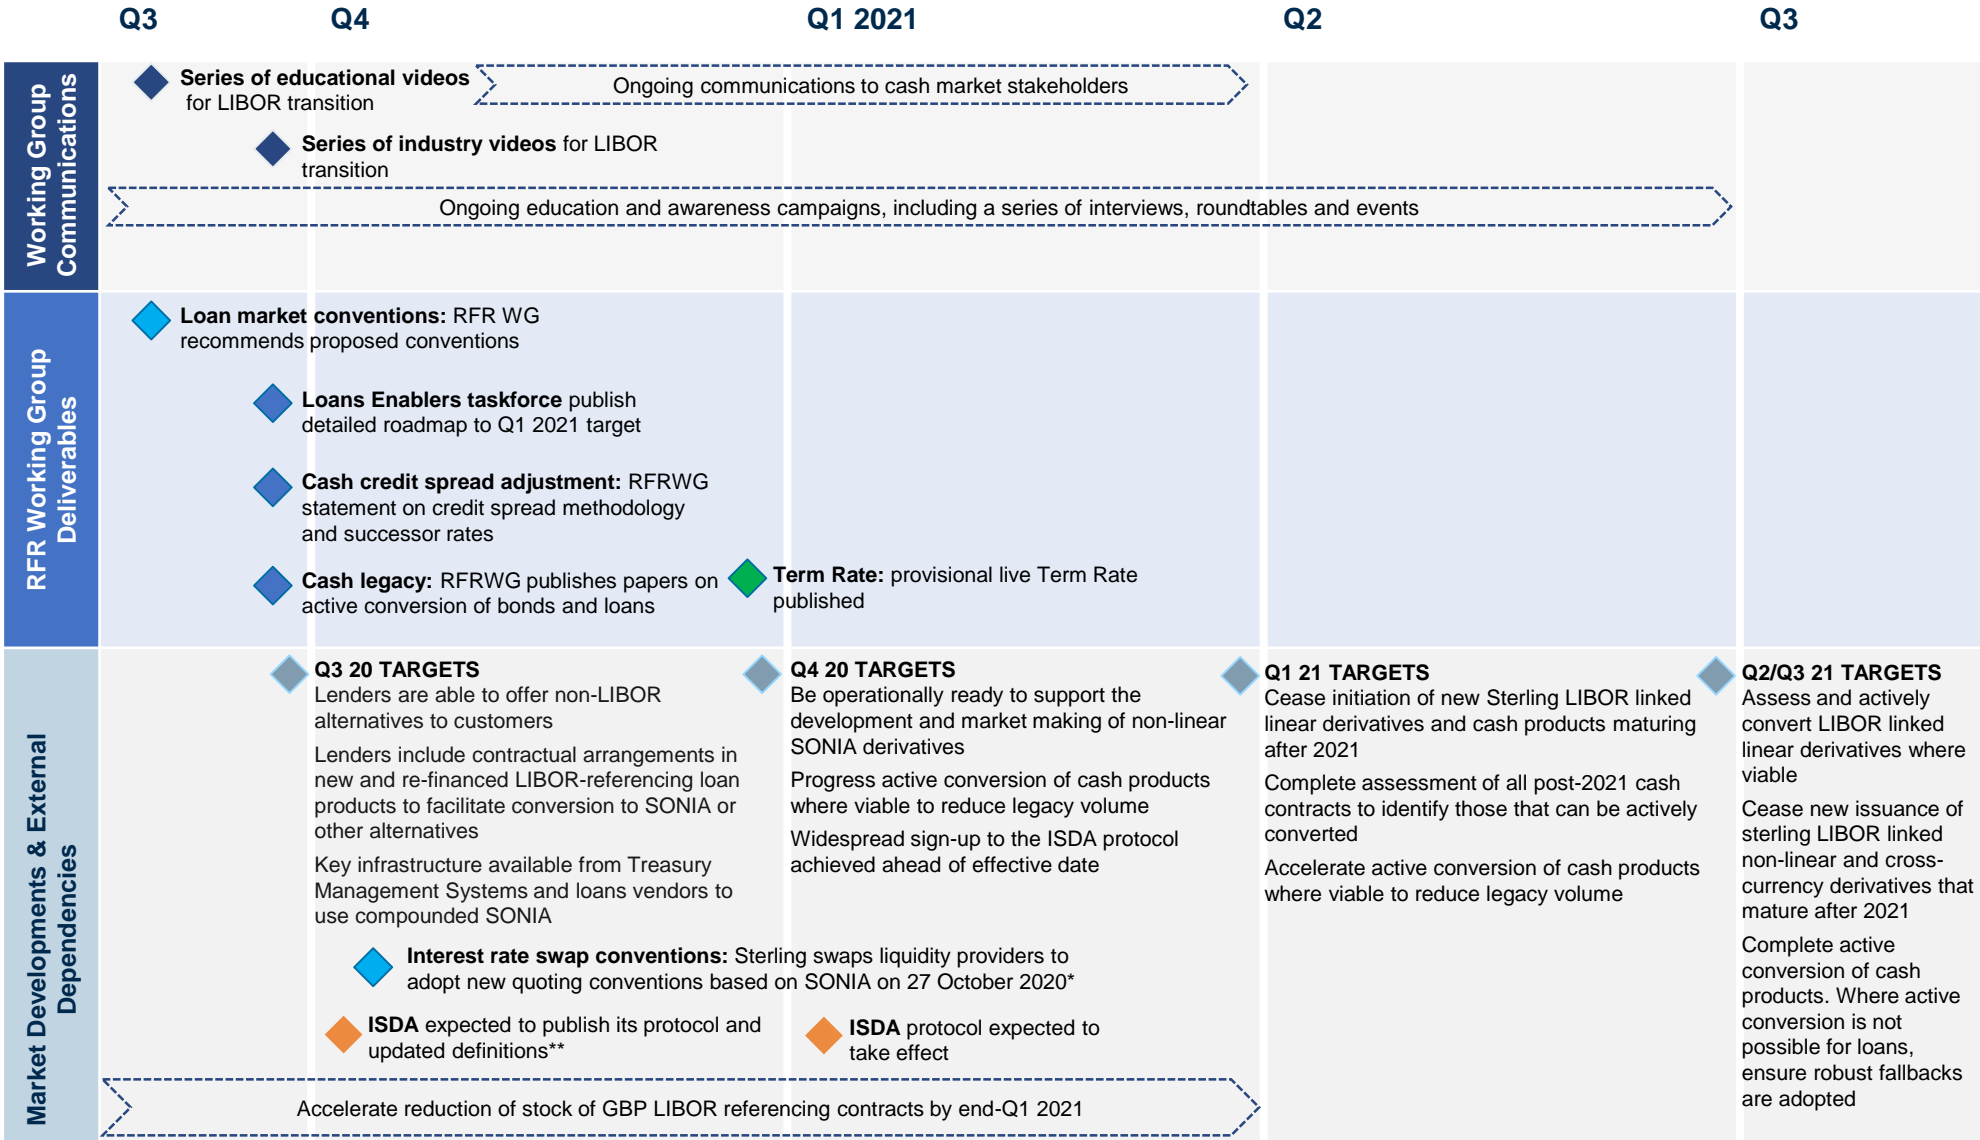 Q3
Q4
Q1 2021
Q2
Q3
Working Group
Communications
Series of educational videos
for LIBOR transition
Ongoing communications to cash market stakeholders
Series of industry videos for LIBOR
transition
Ongoing education and awareness campaigns, including a series of interviews, roundtables and events
RFR Working Group
Deliverables
Loan market conventions: RFR WG
recommends proposed conventions
Loans Enablers taskforce publish
detailed roadmap to Q1 2021 target
Cash credit spread adjustment: RFRWG
statement on credit spread methodology
and successor rates
Cash legacy: RFRWG publishes papers on
active conversion of bonds and loans
Term Rate: provisional live Term Rate
published
Market Developments & External
Dependencies
Q3 20 TARGETS
Lenders are able to offer non-LIBOR
alternatives to customers
Lenders include contractual arrangements in
new and re-financed LIBOR-referencing loan
products to facilitate conversion to SONIA or
other alternatives
Key infrastructure available from Treasury
Management Systems and loans vendors to
use compounded SONIA
Q4 20 TARGETS
Be operationally ready to support the
development and market making of non-linear
SONIA derivatives
Progress active conversion of cash products
where viable to reduce legacy volume
Widespread sign-up to the ISDA protocol
achieved ahead of effective date
Q1 21 TARGETS
Cease initiation of new Sterling LIBOR linked
linear derivatives and cash products maturing
after 2021
Complete assessment of all post-2021 cash
contracts to identify those that can be actively
converted
Accelerate active conversion of cash products
where viable to reduce legacy volume
Q2/Q3 21 TARGETS
Assess and actively
convert LIBOR linked
linear derivatives where
viable
Cease new issuance of
sterling LIBOR linked
non-linear and cross-
currency derivatives that
mature after 2021
Complete active
conversion of cash
products. Where active
conversion is not
possible for loans,
ensure robust fallbacks
are adopted
Interest rate swap conventions: Sterling swaps liquidity providers to
adopt new quoting conventions based on SONIA on 27 October 2020*
ISDA expected to publish its protocol and
updated definitions**
ISDA protocol expected to
take effect
Accelerate reduction of stock of GBP LIBOR referencing contracts by end-Q1 2021